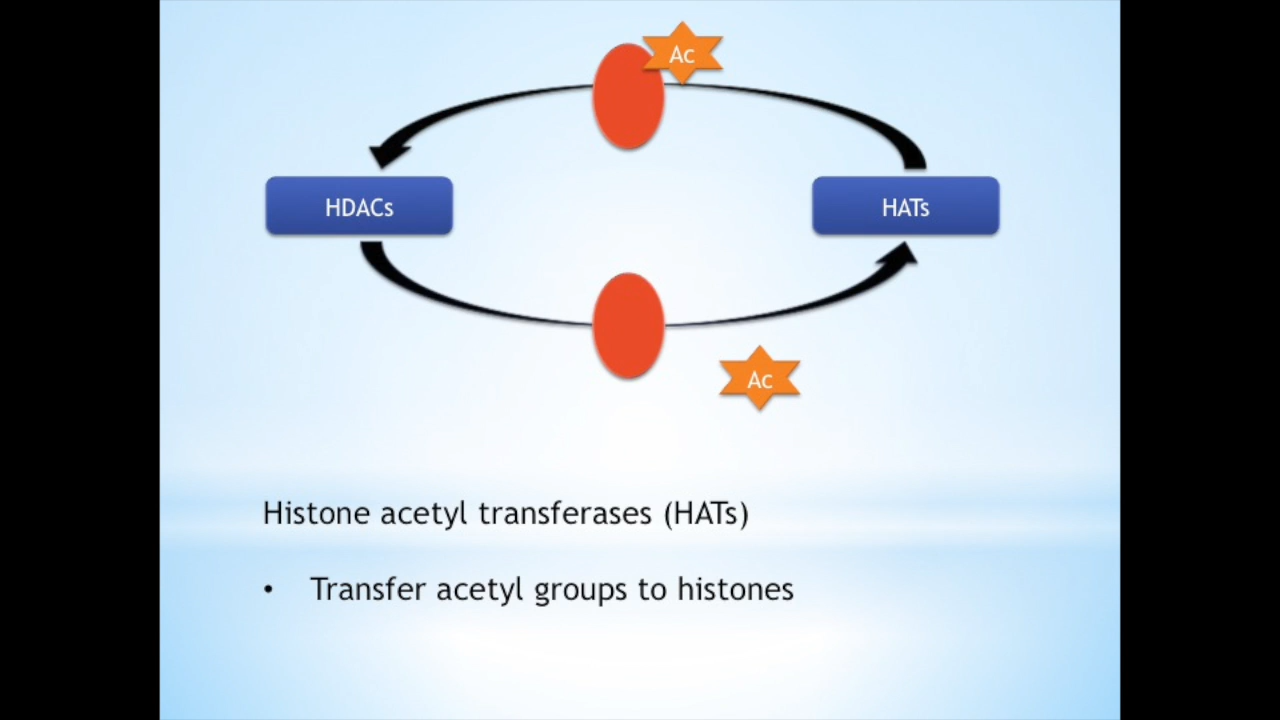 Ac
HDACs
HATs
Ac
Histone acetyl transferases (HATs)
• Transfer acetyl groups to histones